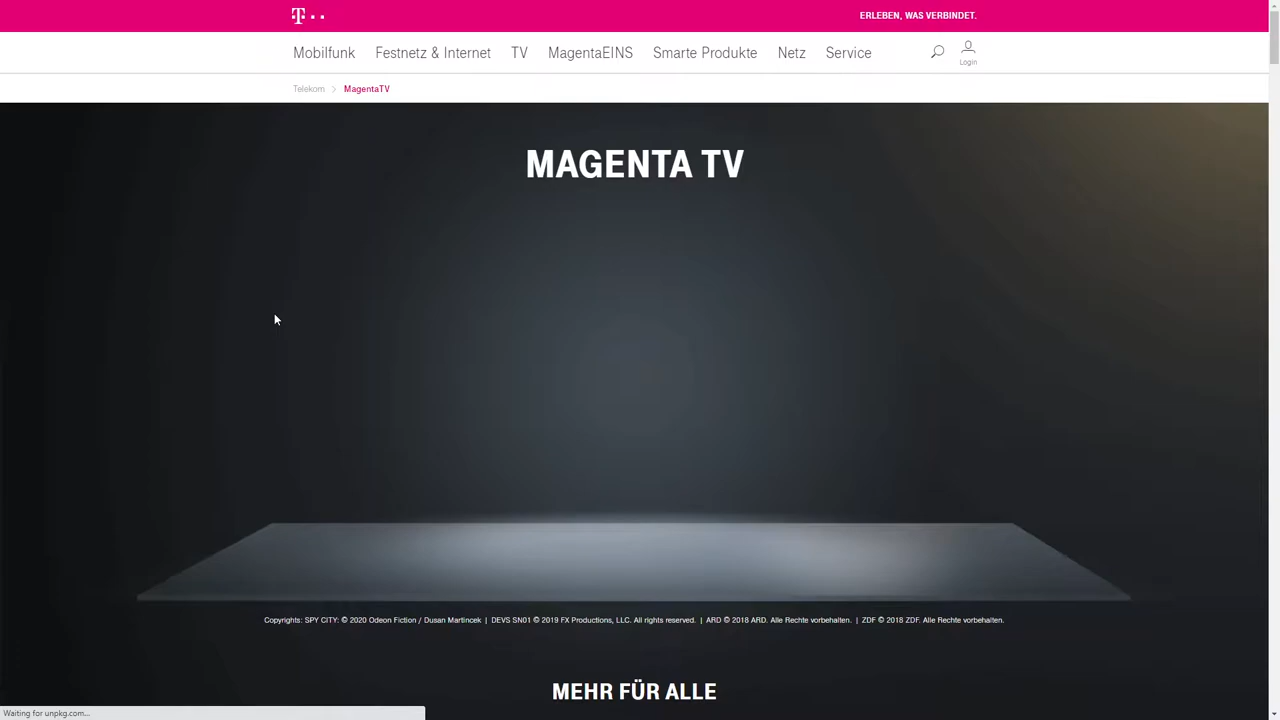 T
ERLEBEN, WAS VERBINDET.
Mobilfunk Festnetz & Internet TV MagentaEINS Smarte Produkte Netz Service
Login
Telekom > MagentaTV
MAGENTA TV
Copyrights: SPY CITY: © 2020 Odeon Fiction / Dusan Martincek | DEVS SN01 © 2019 FX Productions, LLC. All rights reserved. | ARD © 2018 ARD. Alle Rechte vorbehalten. | ZDF © 2018 ZDF. Alle Rechte vorbehalten.
MEHR FÜR ALLE
Waiting for unpkg.com...